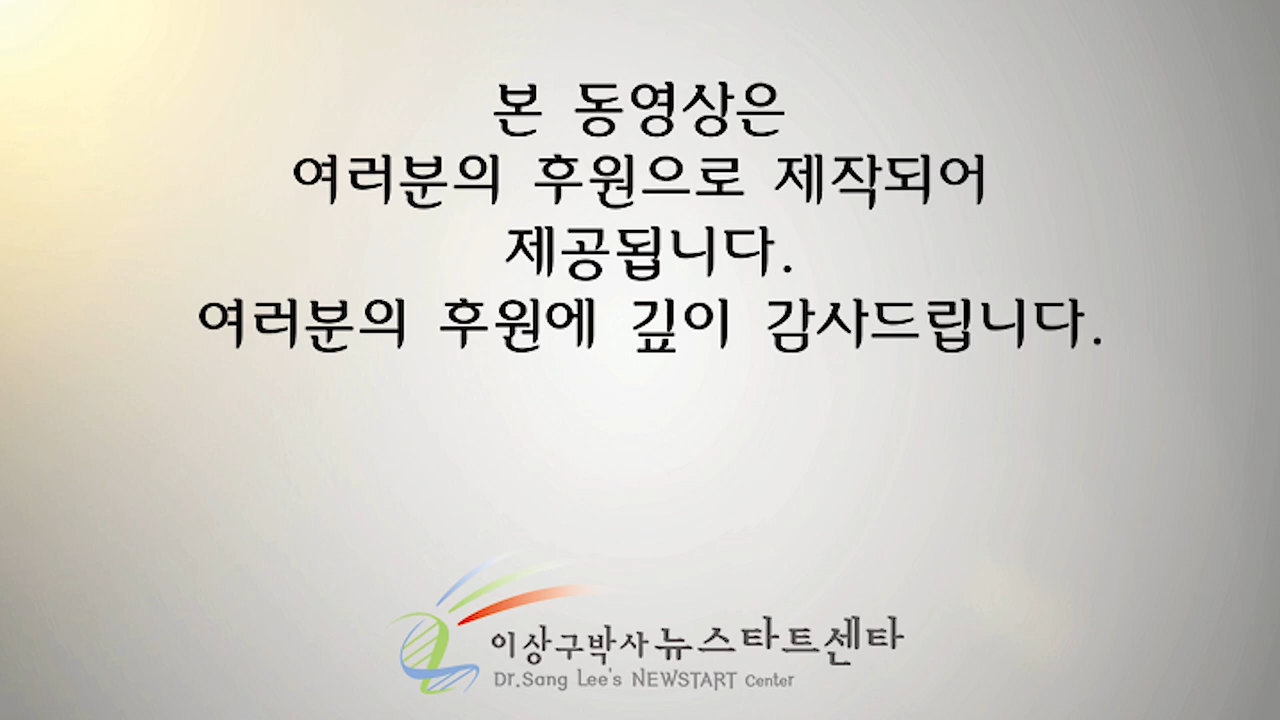 본 동영상은
여러분의 후원으로 제작되어
제공됩니다.
여러분의 후원에 깊이 감사드립니다.
이상구박사 뉴스타트센타
Dr.Sang Lee's NEWSTART Center